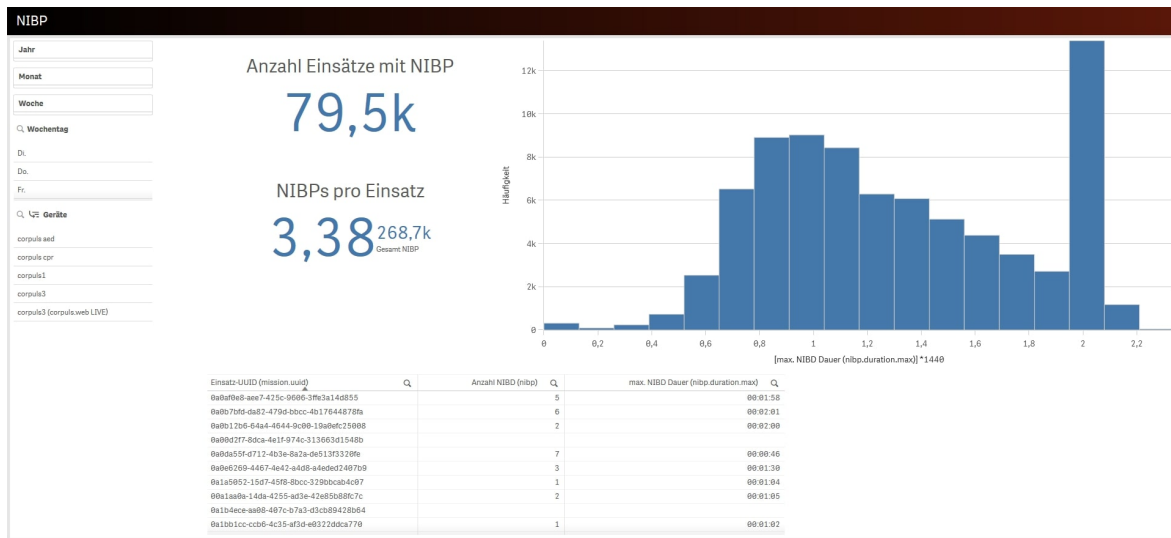 NIBP
Jahr
Monat
Woche
Wochentag
Di.
Do.
Fr.
Geräte
corpuls aed
corpuls cpr
corpuls1
corpuls3
corpuls3 (corpuls.web LIVE)
Anzahl Einsätze mit NIBP
79,5k
NIBPs pro Einsatz
3,38
268,7k
Gesamt NIBP
Häufigkeit
12k
10k
8k
6k
4k
2k
0
0 0,2 0,4 0,6 0,8 1 1,2 1,4 1,6 1,8 2 2,2
[max. NIBD Dauer (nibp.duration.max)] *1440
Einsatz-UUID (mission.uuid) Anzahl NIBD (nibp) max. NIBD Dauer (nibp.duration.max)
0a0af0e8-aee7-425c-9606-3ffe3a14d855 5 00:01:58
0a0b7bfd-da82-479d-bbcc-4b17644878fa 6 00:02:01
0a0b12b6-64a4-4644-9c00-19a0efc25008 2 00:02:00
0a00d2f7-8dca-4e1f-974c-313663d1548b
0a0da55f-d712-4b3e-8a2a-de513f3320fe 7 00:00:46
0a0e6269-4467-4e42-a4d8-a4eded2407b9 3 00:01:30
0a1a5052-15d7-45f8-8bcc-329bbcab4c07 1 00:01:04
00a1aa0a-14da-4255-ad3e-42e85b88fc7c 2 00:01:05
0a1b4ece-aa08-407c-b7a3-d3cb89428b64
0a1bb1cc-ccb6-4c35-af3d-e0322ddca770 1 00:01:02